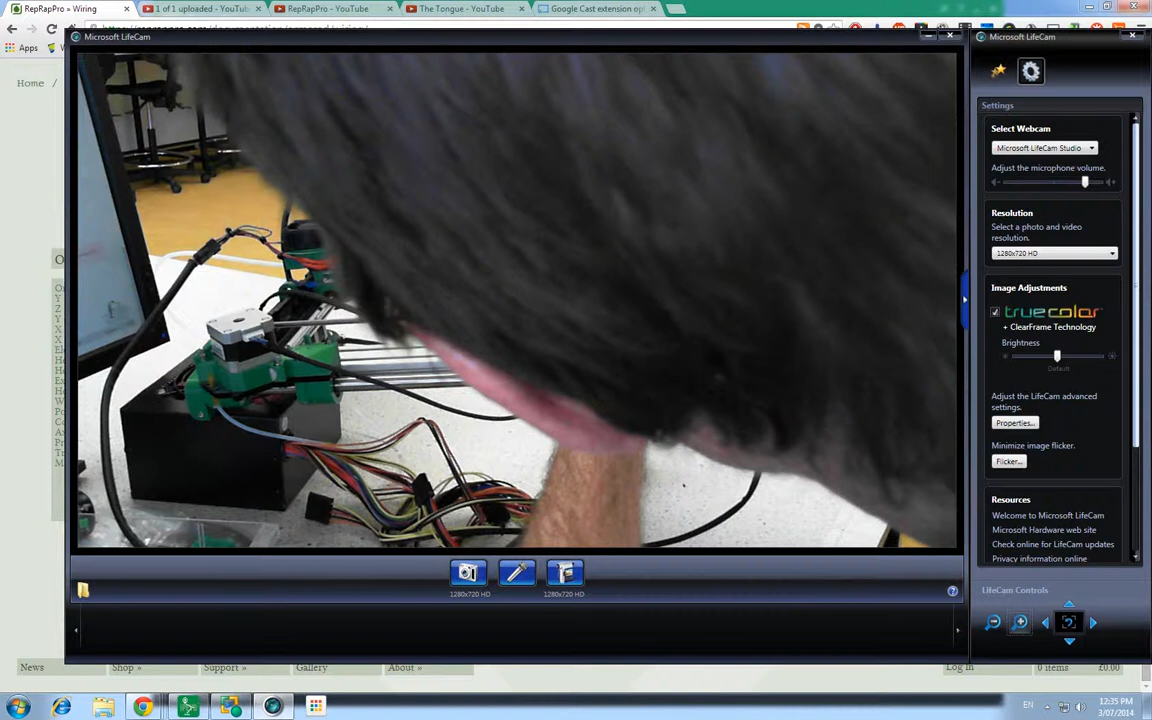 RepRapPro » Wiring
1 of 1 uploaded - YouTub
RepRapPro - YouTube
The Tongue - YouTube
Google Cast extension opt
Apps
Microsoft LifeCam
Microsoft LifeCam
Home /
Settings
Select Webcam
Microsoft LifeCam Studio
Adjust the microphone volume.
Resolution
Select a photo and video
resolution.
1280x720 HD
Image Adjustments
truecolor
+ ClearFrame Technology
Brightness
Default
Adjust the LifeCam advanced
settings.
Properties...
Minimize image flicker.
Flicker...
Resources
Welcome to Microsoft LifeCam
Microsoft Hardware web site
Check online for LifeCam updates
Privacy information online
LifeCam Controls
1280x720 HD
1280x720 HD
News
Shop »
Support »
Gallery
About »
Log in
0 items
£0.00
EN
12:35 PM
3/07/2014